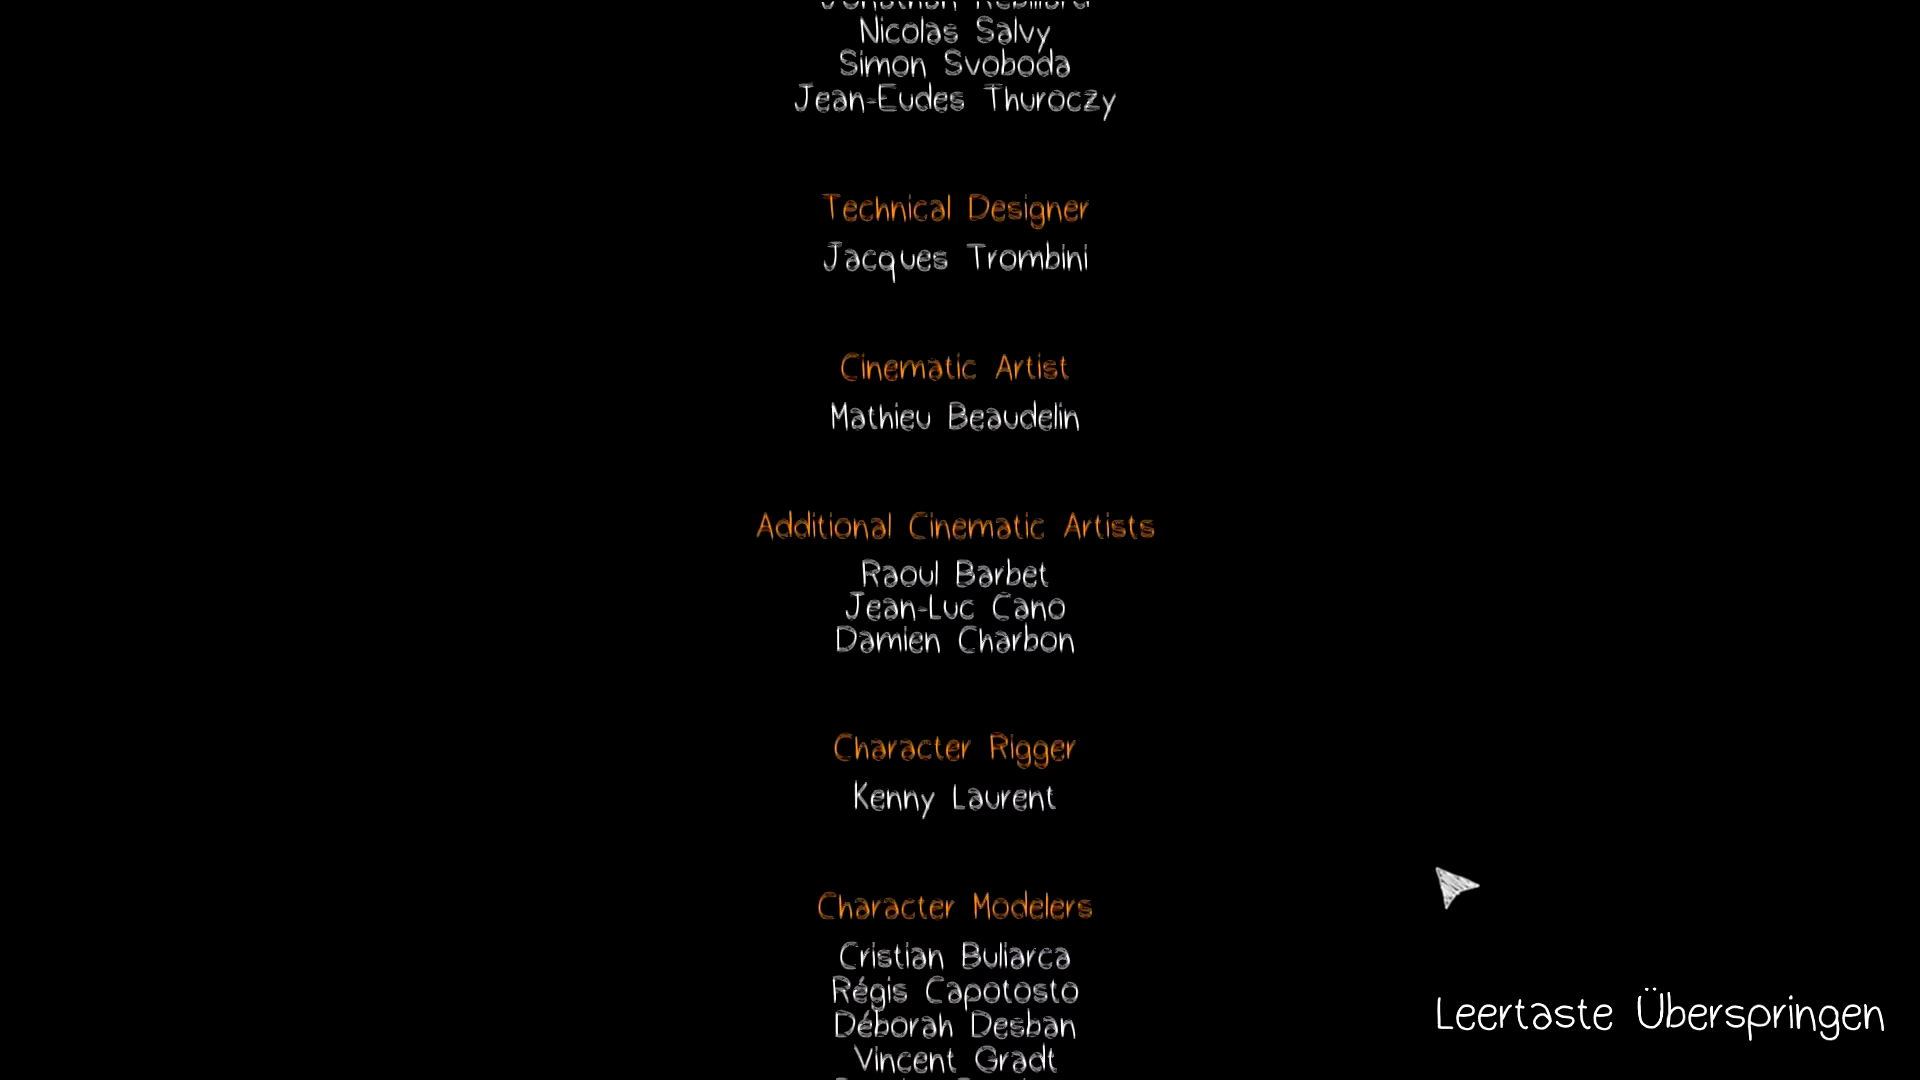 Nicolas Salvy
Simon Svoboda
Jean-Eudes Thuroczy
Technical Designer
Jacques Trombini
Cinematic Artist
Mathieu Beaudelin
Additional Cinematic Artists
Raoul Barbet
Jean-Luc Cano
Damien Charbon
Character Rigger
Kenny Laurent
Character Modelers
Cristian Buliarca
Régis Capotosto
Déborah Desban
Vincent Gradt
Leertaste Überspringen